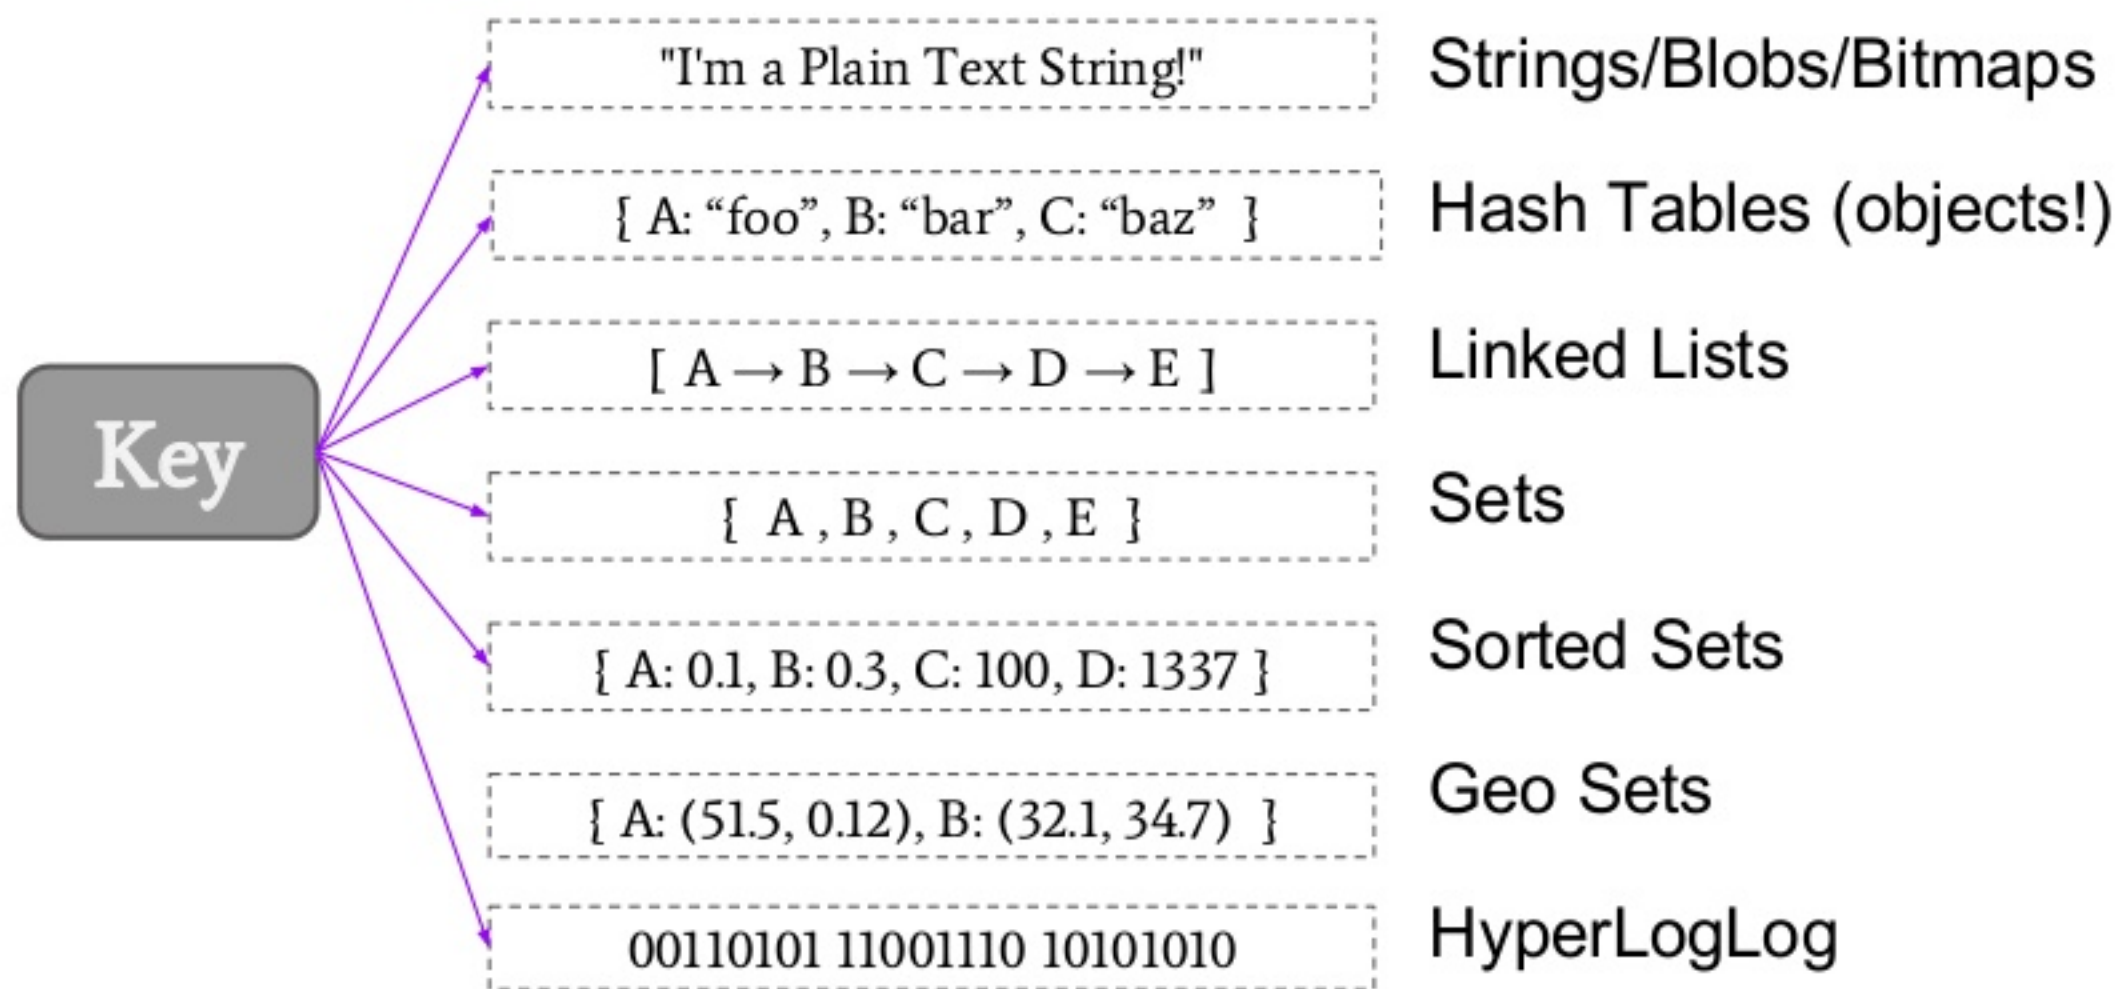 "I'm a Plain Text String!" Strings/Blobs/Bitmaps
{ A: “foo”, B: “bar”, C: “baz” } Hash Tables (objects!)
[ A → B → C → D → E ] Linked Lists
Key
{ A , B , C , D , E } Sets
{ A: 0.1, B: 0.3, C: 100, D: 1337 } Sorted Sets
{ A: (51.5, 0.12), B: (32.1, 34.7) } Geo Sets
00110101 11001110 10101010 HyperLogLog